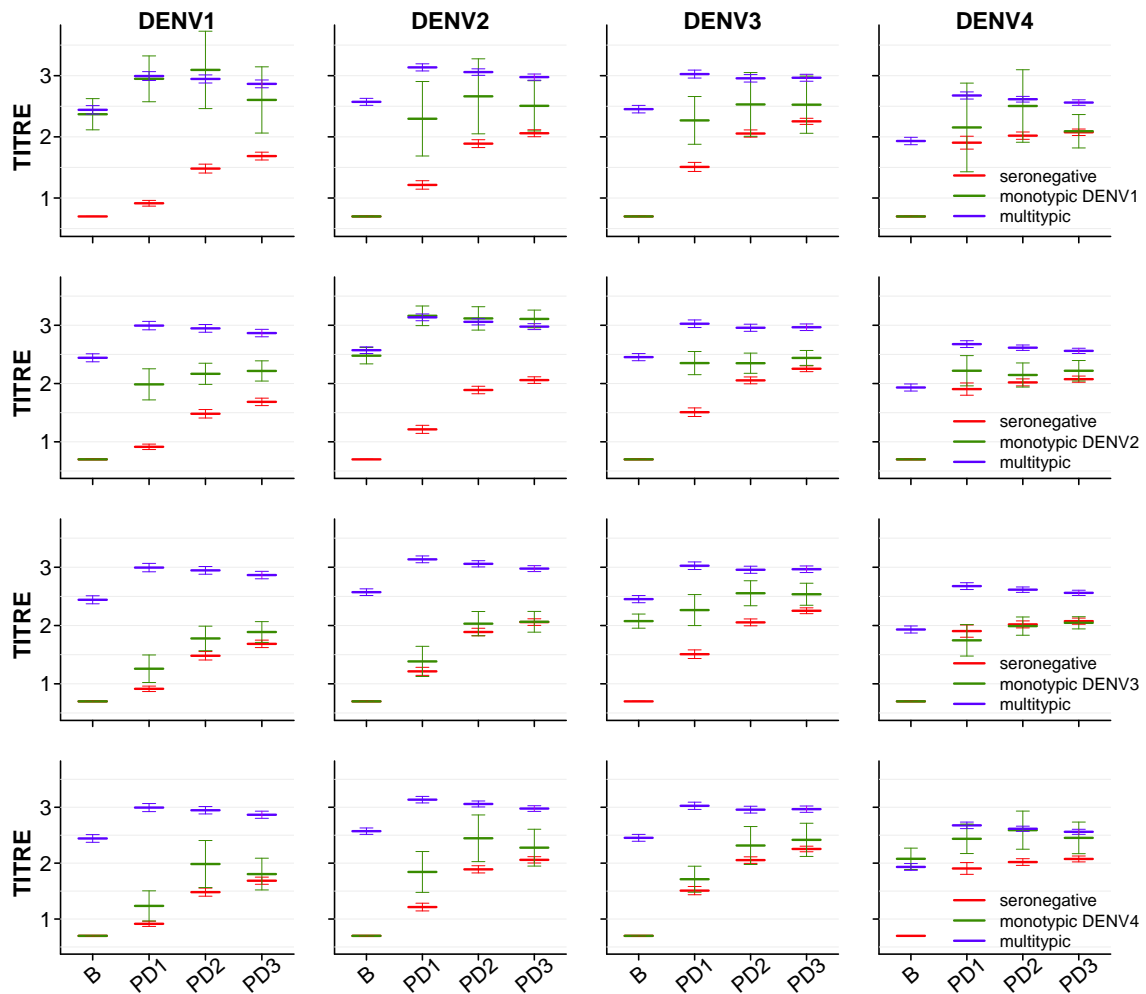 DENV1 DENV2 DENV3 DENV4
TITRE
3
2
1
seronegative
monotypic DENV1
multitypic
TITRE
3
2
1
seronegative
monotypic DENV2
multitypic
TITRE
3
2
1
seronegative
monotypic DENV3
multitypic
TITRE
3
2
1
seronegative
monotypic DENV4
multitypic
B PD1 PD2 PD3 B PD1 PD2 PD3 B PD1 PD2 PD3 B PD1 PD2 PD3